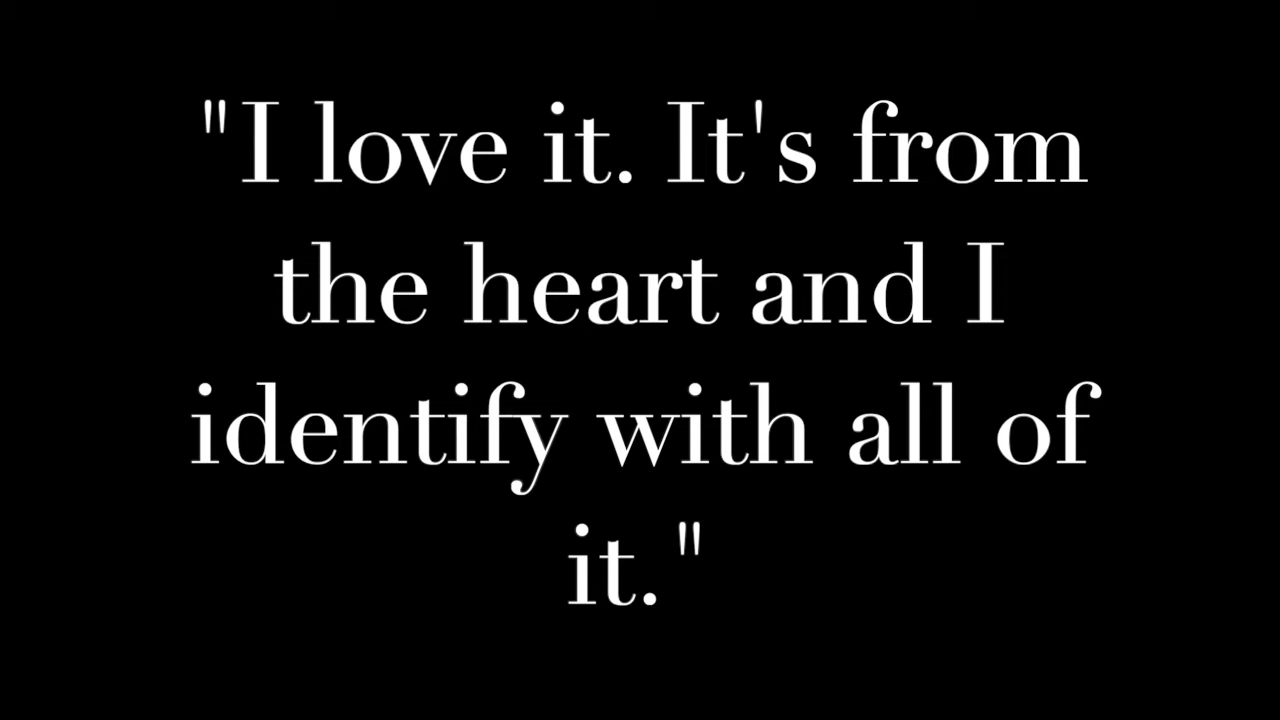 "I love it. It's from
the heart and I
identify with all of
it."